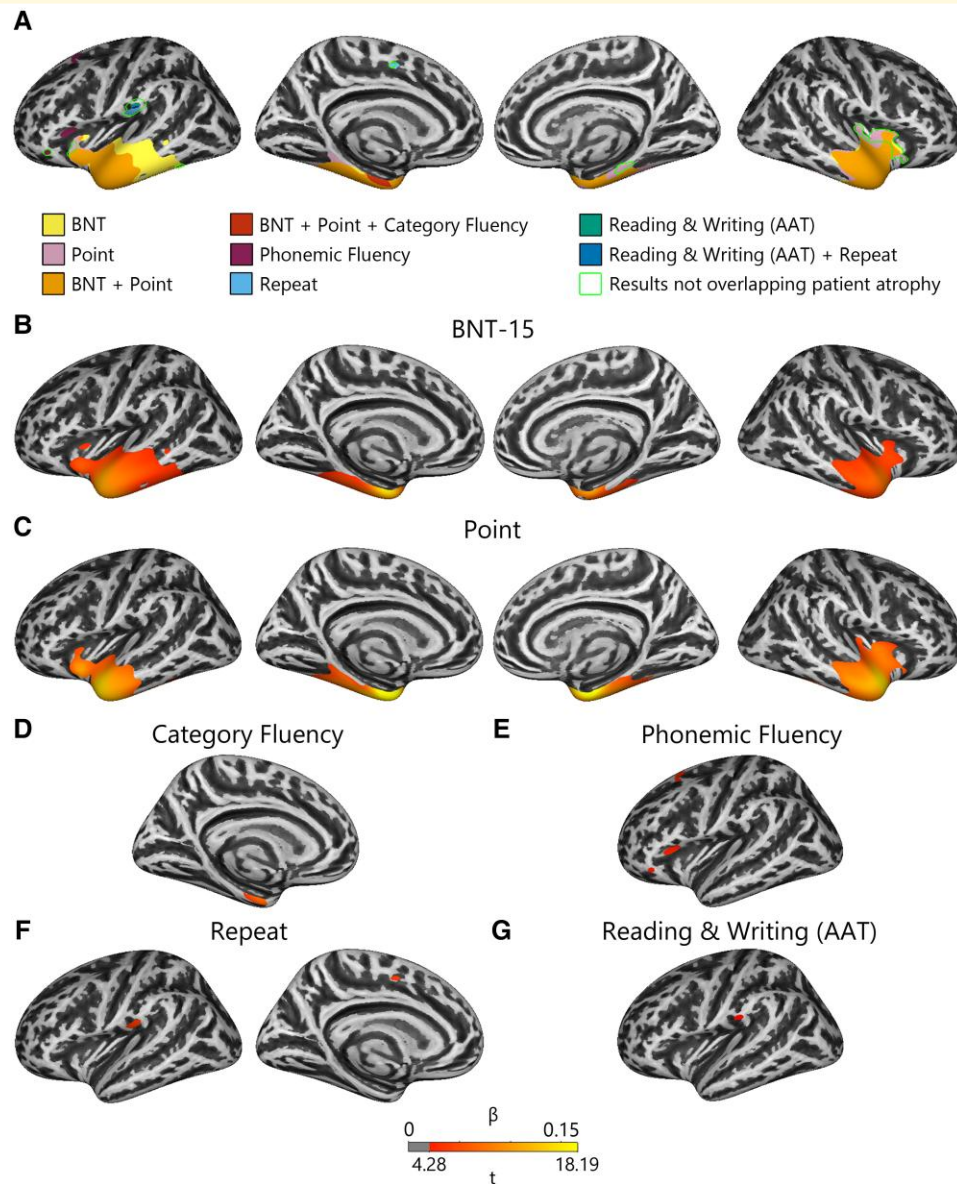 A
BNT
Point
BNT + Point
BNT + Point + Category Fluency
Phonemic Fluency
Repeat
Reading & Writing (AAT)
Reading & Writing (AAT) + Repeat
Results not overlapping patient atrophy
B
BNT-15
C
Point
D
Category Fluency
E
Phonemic Fluency
F
Repeat
G
Reading & Writing (AAT)
β
0 0.15
4.28 18.19
t